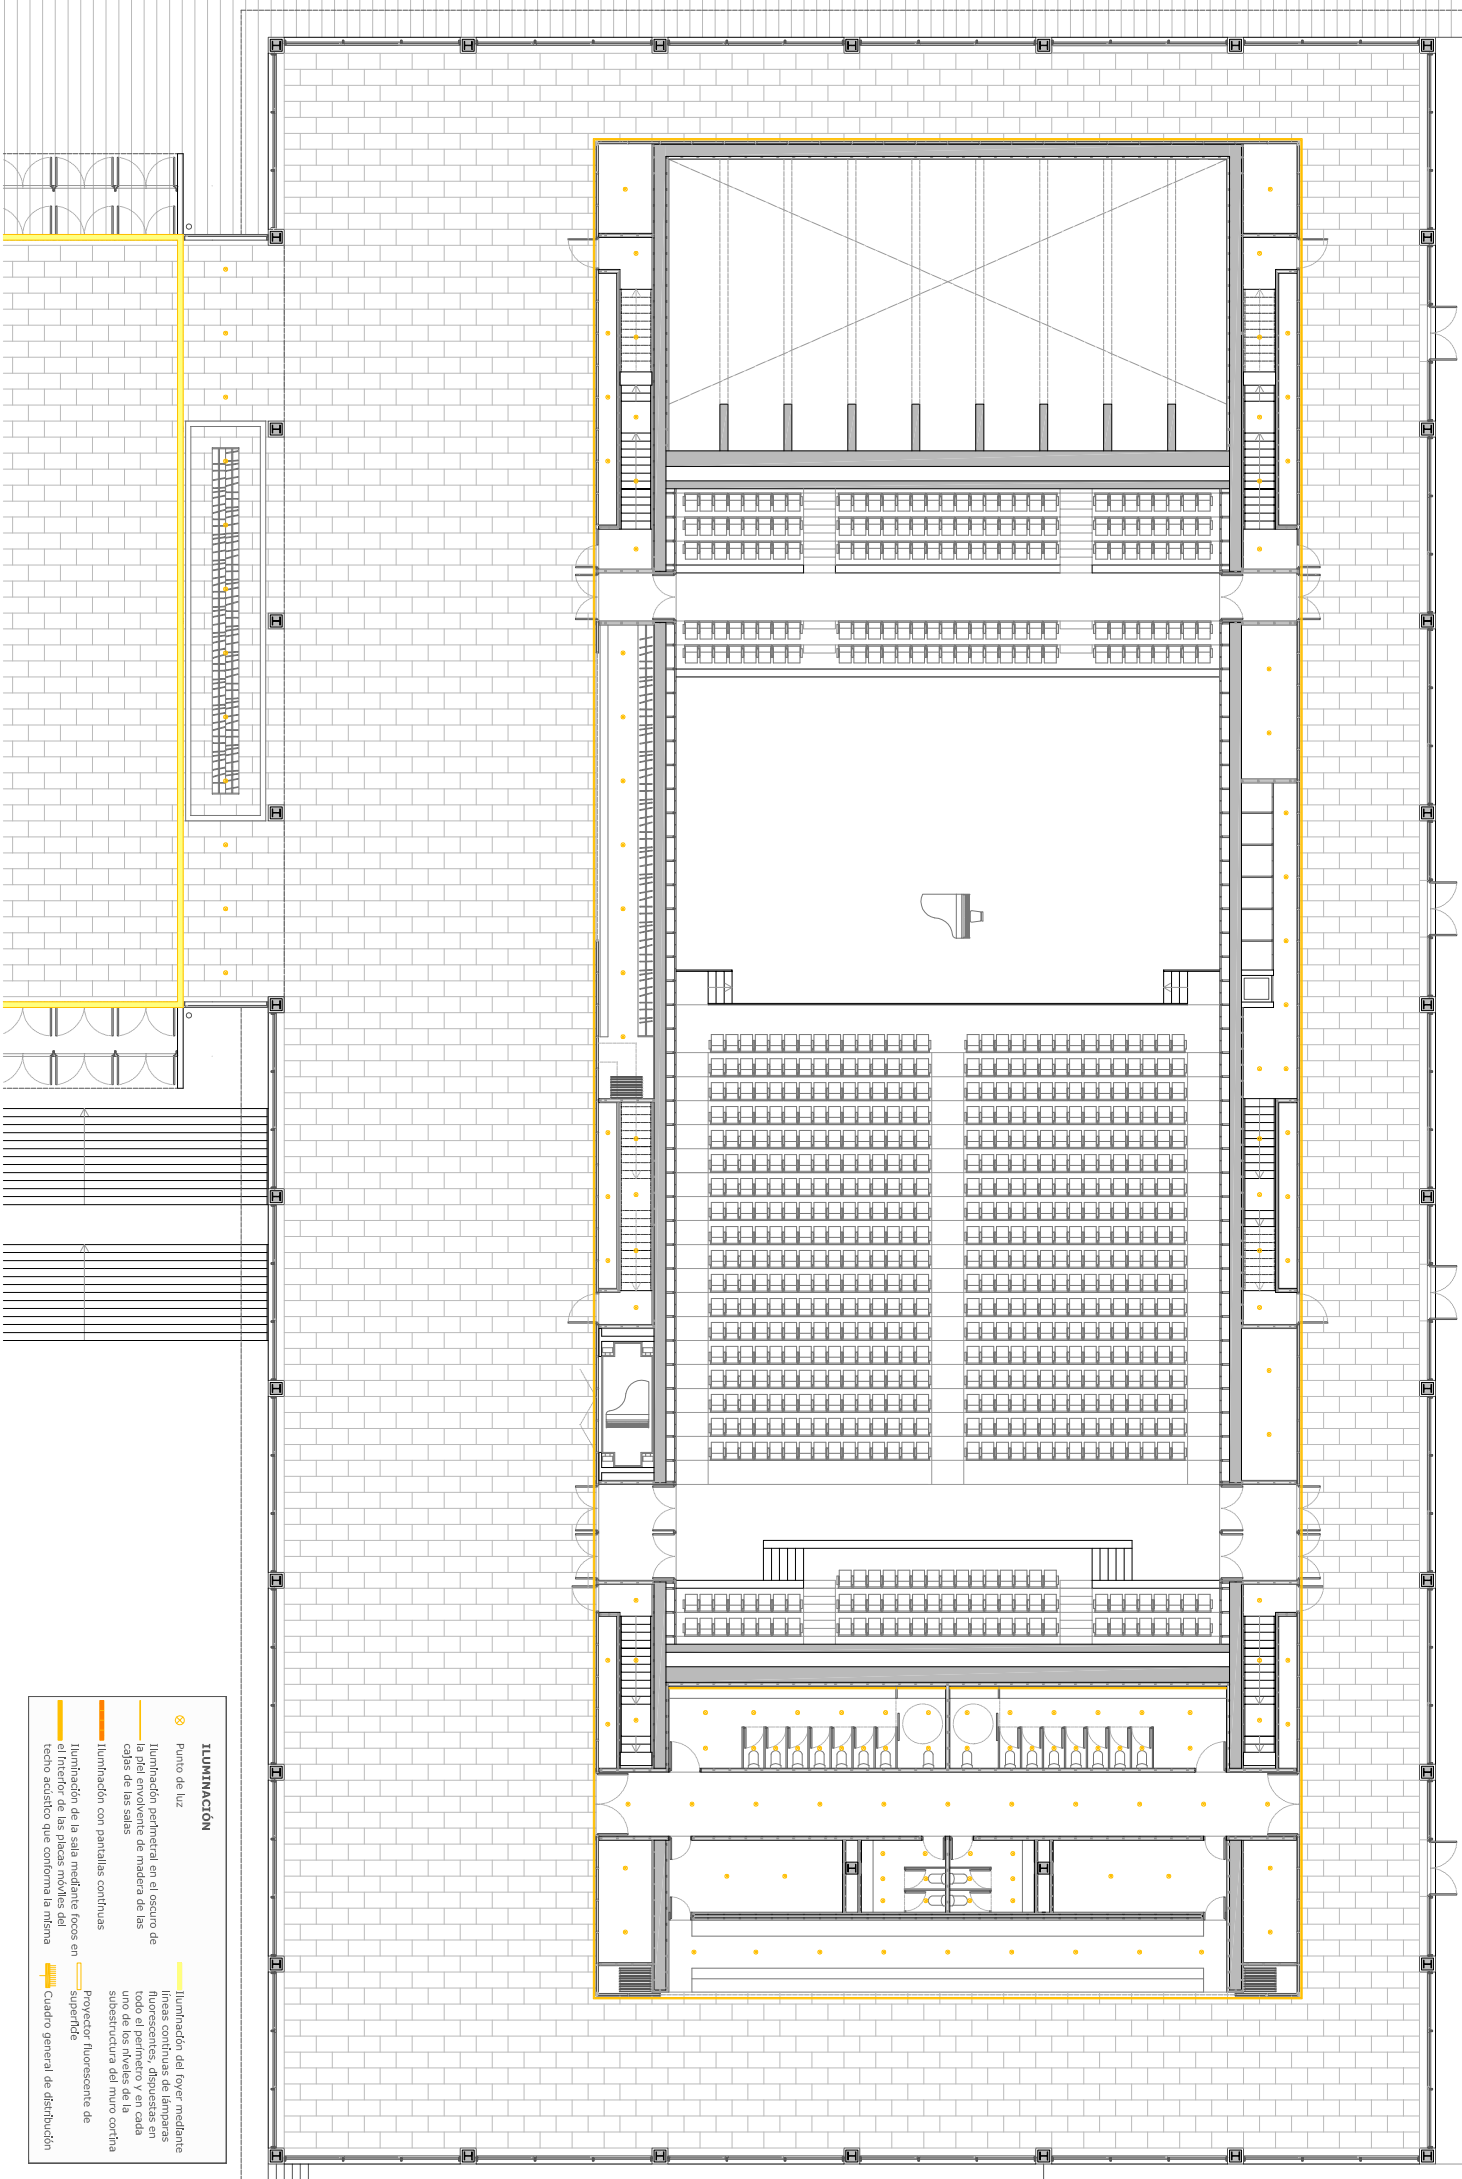 ILUMINACIÓN
Punto de luz
Iluminación perimetral en el oscuro de
la piel envolvente de madera de las
cajas de las salas
Iluminación con pantallas continuas
Iluminación de la sala mediante focos en
el interior de las placas móviles del
techo acústico que conforma la misma
Iluminación del foyer mediante
líneas continuas de lámparas
fluorescentes, dispuestas en
todo el perímetro y en cada
uno de los niveles de la
subestructura del muro cortina
Proyector fluorescente de
superficie
Cuadro general de distribución